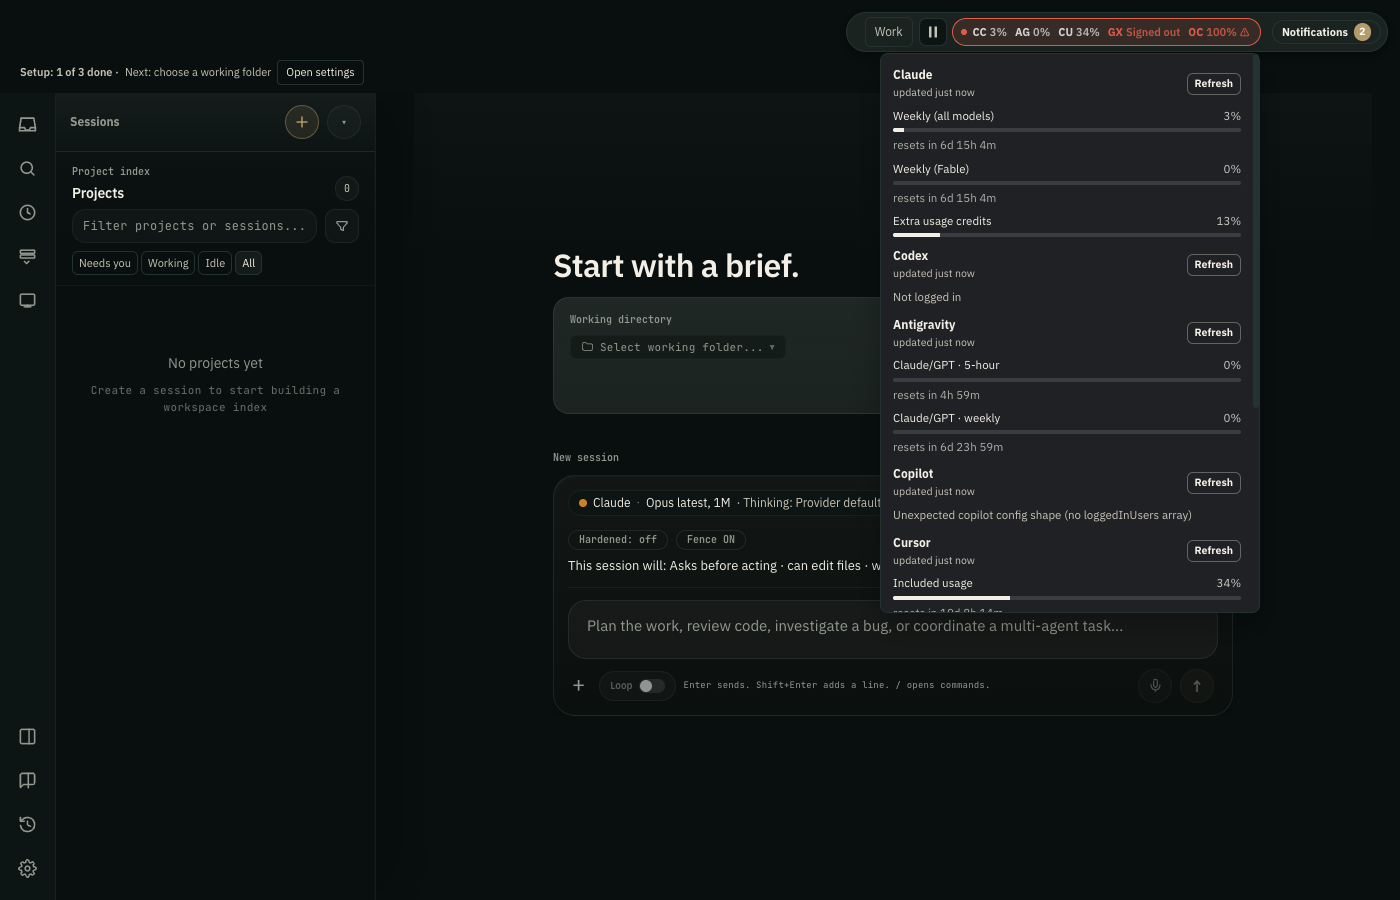 Work
CC 3% AG 0% CU 34% GX Signed out OC 100%
Notifications 2
Setup: 1 of 3 done · Next: choose a working folder Open settings
Sessions
Project index
Projects
0
Filter projects or sessions...
Needs you Working Idle All
No projects yet
Create a session to start building a
workspace index
Start with a brief.
Working directory
Select working folder...
New session
Claude · Opus latest, 1M · Thinking: Provider default
Hardened: off Fence ON
This session will: Asks before acting · can edit files ·
Plan the work, review code, investigate a bug, or coordinate a multi-agent task...
Loop
Enter sends. Shift+Enter adds a line. / opens commands.
Claude
updated just now
Refresh
Weekly (all models) 3%
resets in 6d 15h 4m
Weekly (Fable) 0%
resets in 6d 15h 4m
Extra usage credits 13%
Codex
updated just now
Refresh
Not logged in
Antigravity
updated just now
Refresh
Claude/GPT · 5-hour 0%
resets in 4h 59m
Claude/GPT · weekly 0%
resets in 6d 23h 59m
Copilot
updated just now
Refresh
Unexpected copilot config shape (no loggedInUsers array)
Cursor
updated just now
Refresh
Included usage 34%
resets in